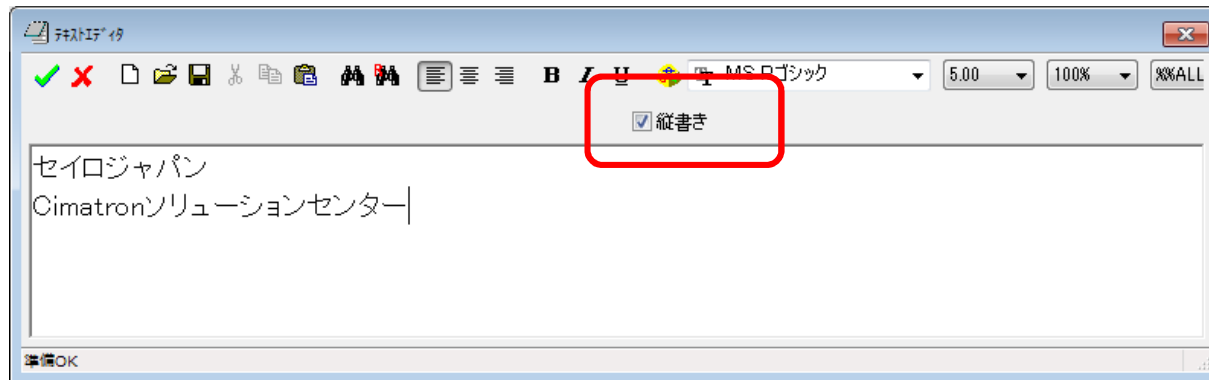 テキストエディタ
B I U MS Pゴシック 5.00 100% %%ALL
縦書き
セイロジャパン
Cimatronソリューションセンター
準備OK